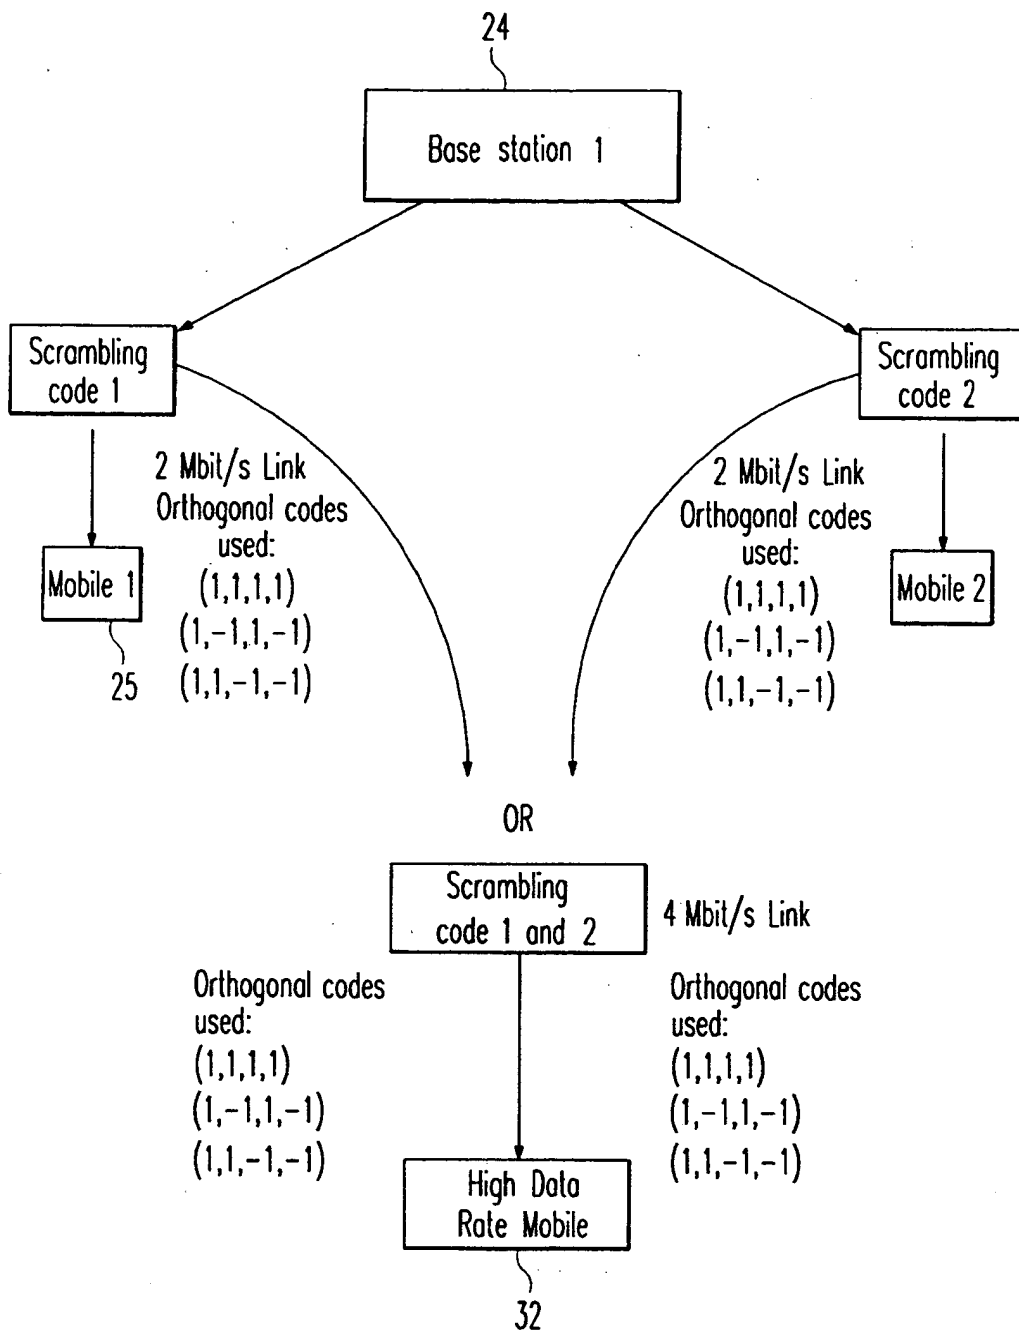 24
Base station 1
Scrambling
code 1
Scrambling
code 2
2 Mbit/s Link
Orthogonal codes
used:
(1,1,1,1)
(1,-1,1,-1)
(1,1,-1,-1)
Mobile 1
25
2 Mbit/s Link
Orthogonal codes
used:
(1,1,1,1)
(1,-1,1,-1)
(1,1,-1,-1)
Mobile 2
OR
Scrambling
code 1 and 2
4 Mbit/s Link
Orthogonal codes
used:
(1,1,1,1)
(1,-1,1,-1)
(1,1,-1,-1)
Orthogonal codes
used:
(1,1,1,1)
(1,-1,1,-1)
(1,1,-1,-1)
High Data
Rate Mobile
32